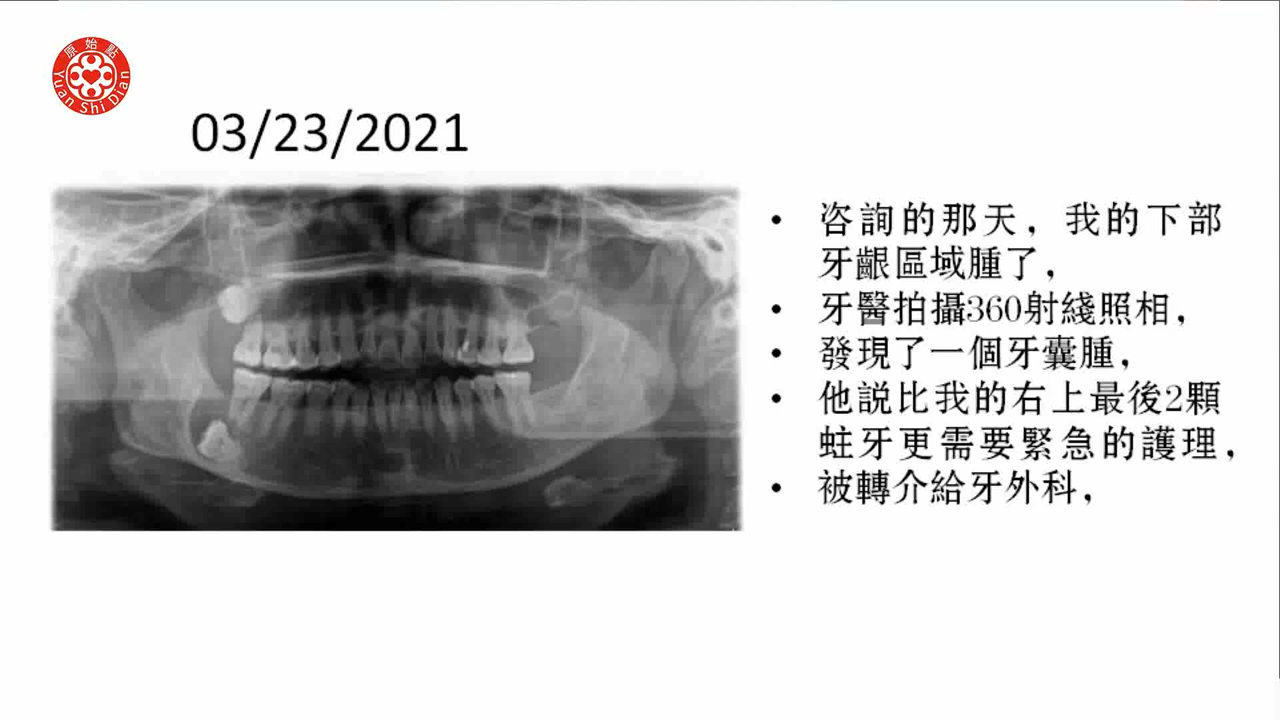 原始點
Yuan Shi Dian
03/23/2021
• 咨詢的那天，我的下部
牙齦區域腫了，
• 牙醫拍攝360射綫照相，
• 發現了一個牙囊腫，
• 他説比我的右上最後2顆
蛀牙更需要緊急的護理，
• 被轉介給牙外科，